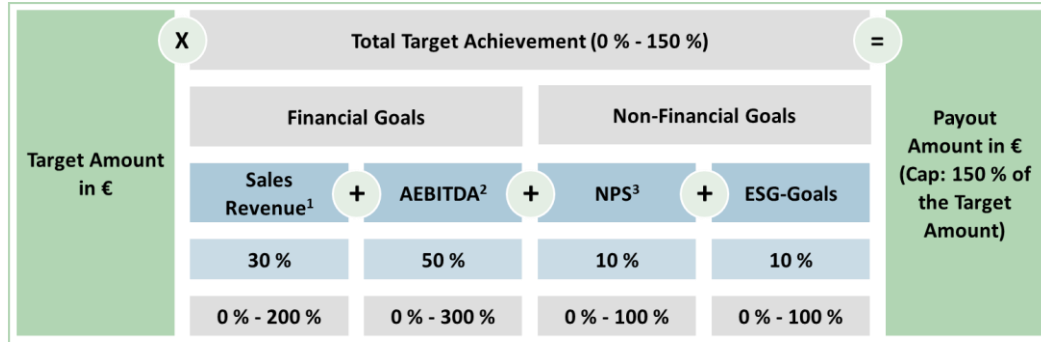 X
Total Target Achievement (0 % - 150 %)
=
Financial Goals
Non-Financial Goals
Target Amount
in €
Payout
Amount in €
(Cap: 150 % of
the Target
Amount)
Sales
Revenue¹
+
AEBITDA²
+
NPS³
+
ESG-Goals
30 %
50 %
10 %
10 %
0 % - 200 %
0 % - 300 %
0 % - 100 %
0 % - 100 %